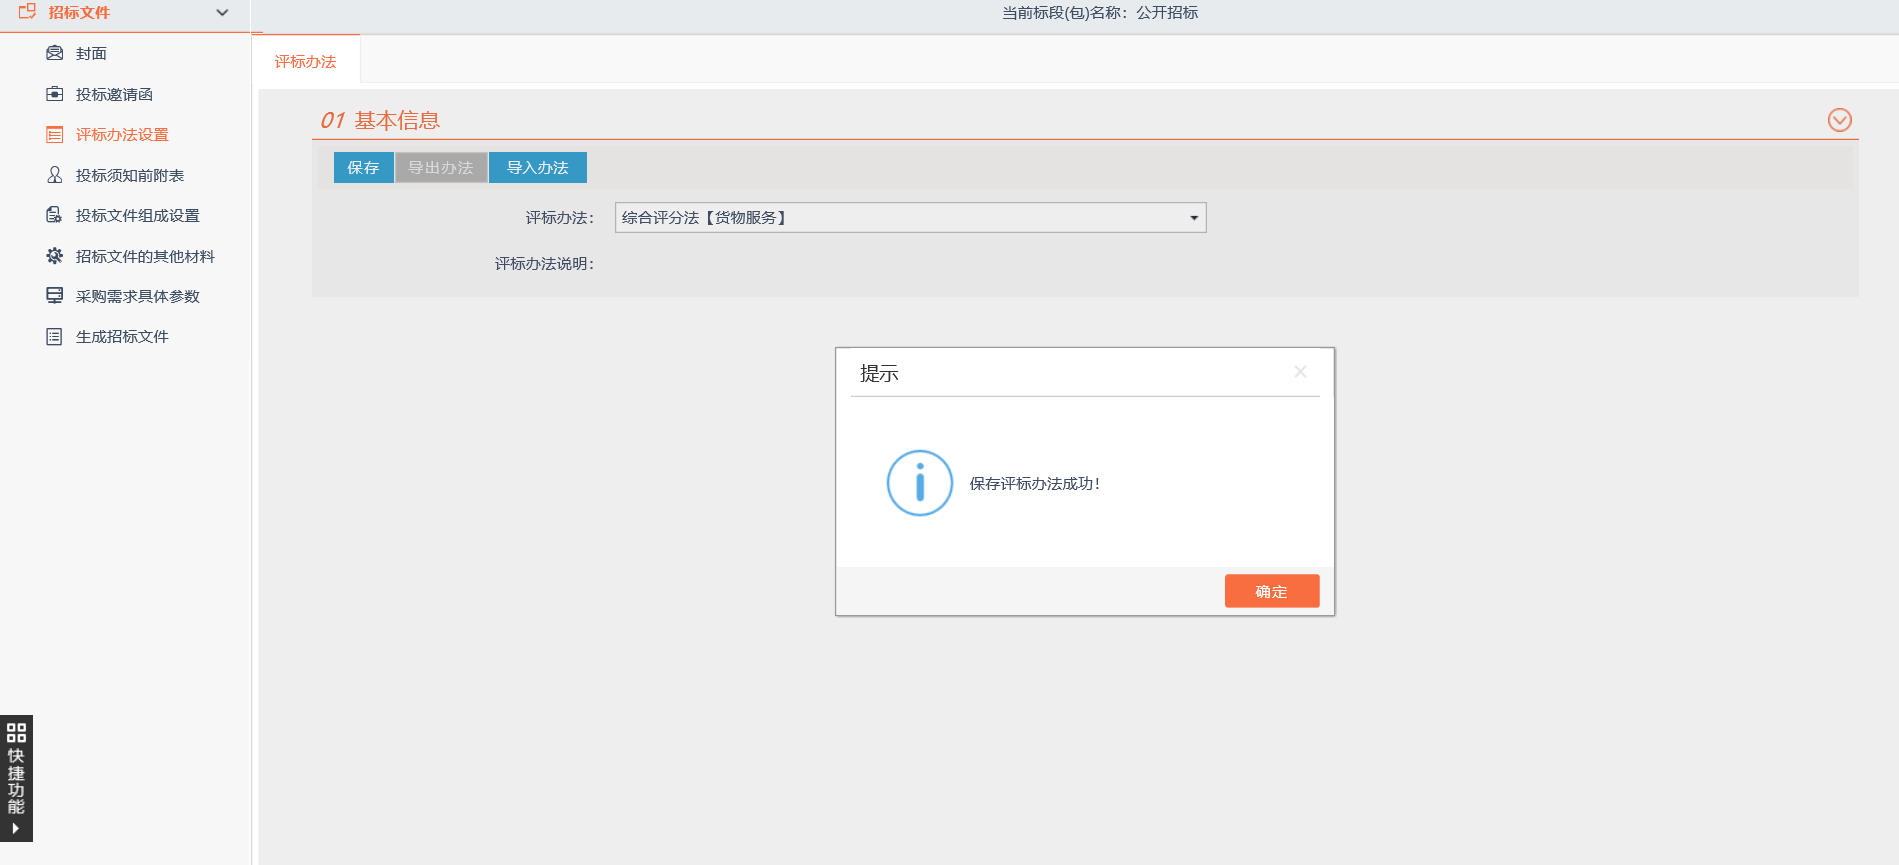 招标文件
当前标段(包)名称：公开招标
封面
投标邀请函
评标办法设置
投标须知前附表
投标文件组成设置
招标文件的其他材料
采购需求具体参数
生成招标文件
快捷功能
评标办法
01 基本信息
保存 导出办法 导入办法
评标办法： 综合评分法【货物服务】
评标办法说明：
提示
保存评标办法成功！
确定